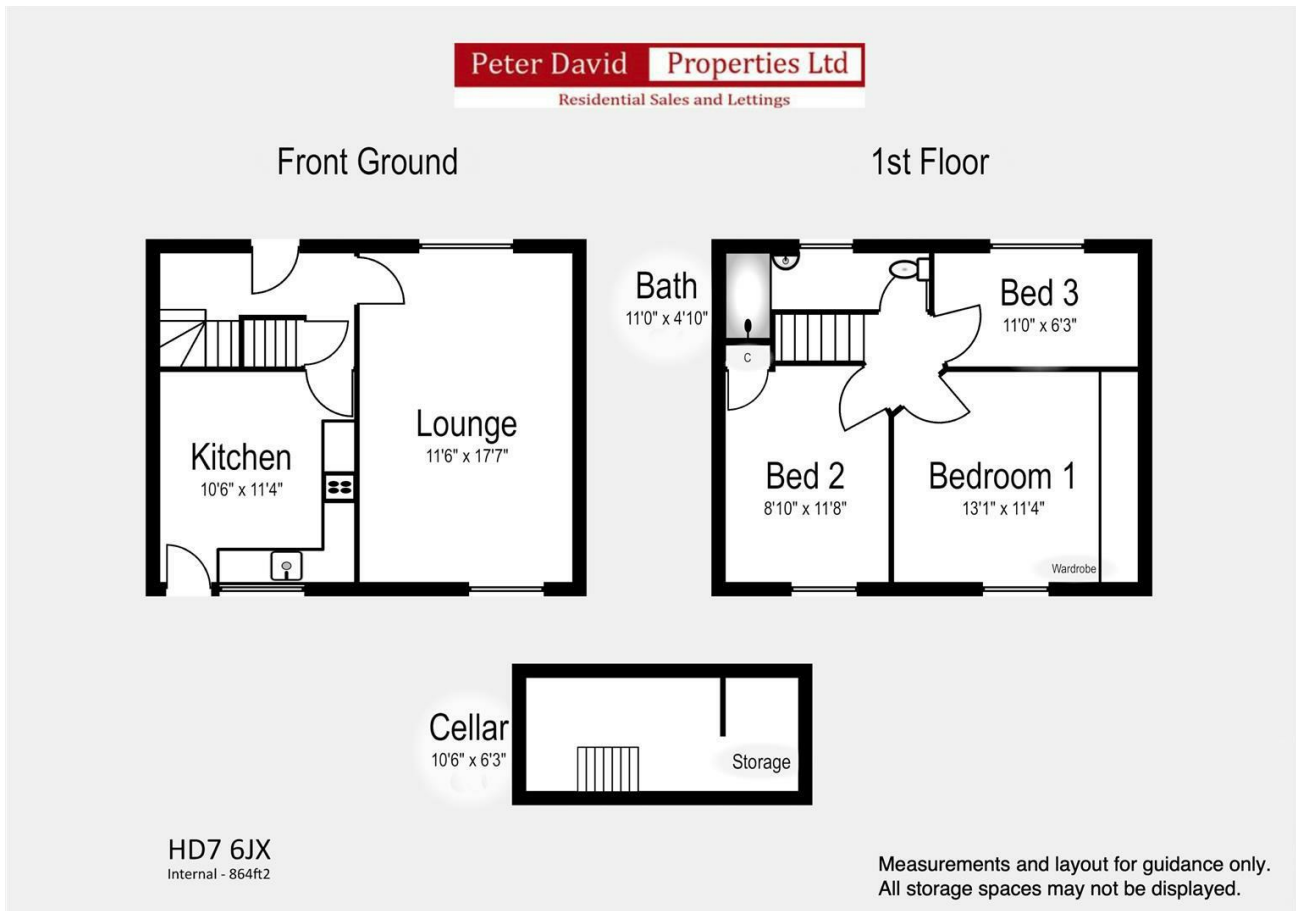 Peter David Properties Ltd
Residential Sales and Lettings
Front Ground
1st Floor
Bath
11'0" x 4'10"
Bed 3
11'0" x 6'3"
C
Lounge
11'6" x 17'7"
Kitchen
10'6" x 11'4"
Bed 2
8'10" x 11'8"
Bedroom 1
13'1" x 11'4"
Wardrobe
Cellar
10'6" x 6'3"
Storage
HD7 6JX
Internal - 864ft2
Measurements and layout for guidance only.
All storage spaces may not be displayed.